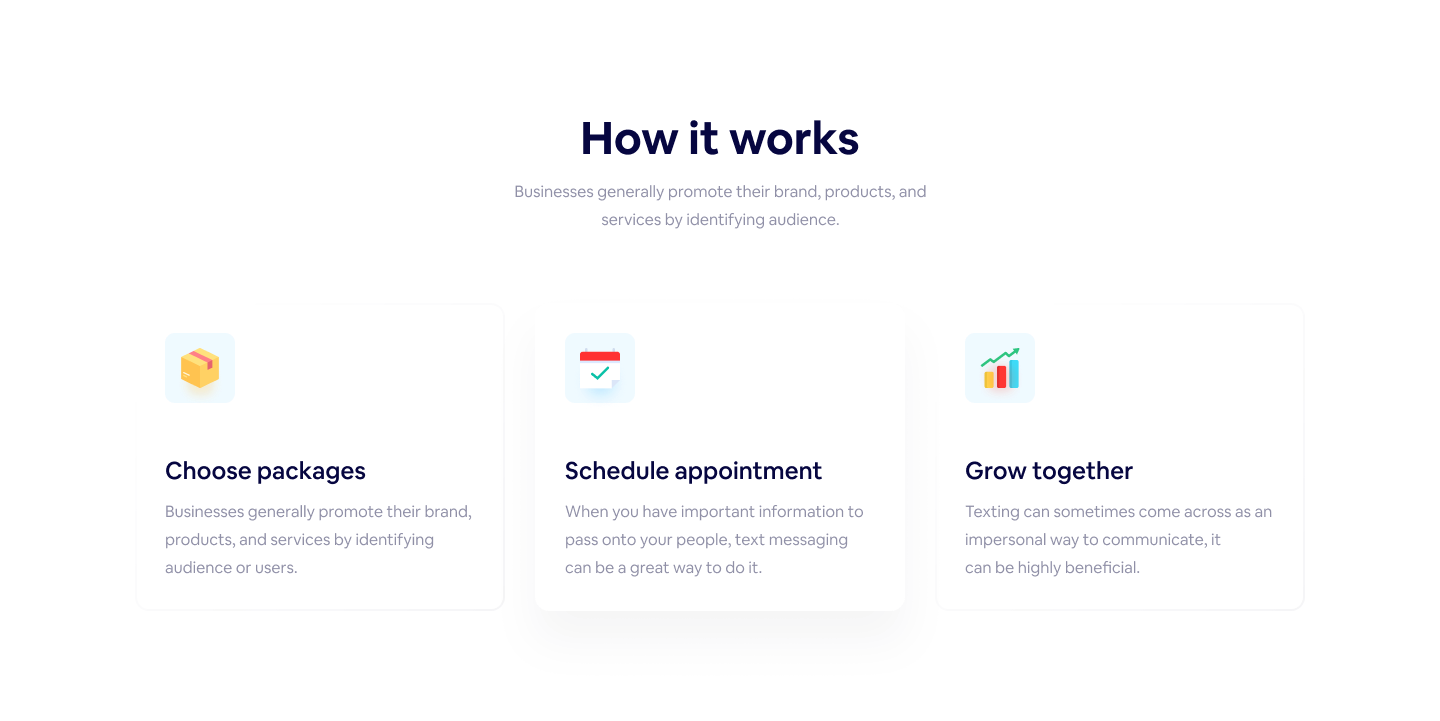 How it works
Businesses generally promote their brand, products, and
services by identifying audience.
Choose packages
Businesses generally promote their brand,
products, and services by identifying
audience or users.
Schedule appointment
When you have important information to
pass onto your people, text messaging
can be a great way to do it.
Grow together
Texting can sometimes come across as an
impersonal way to communicate, it
can be highly beneficial.